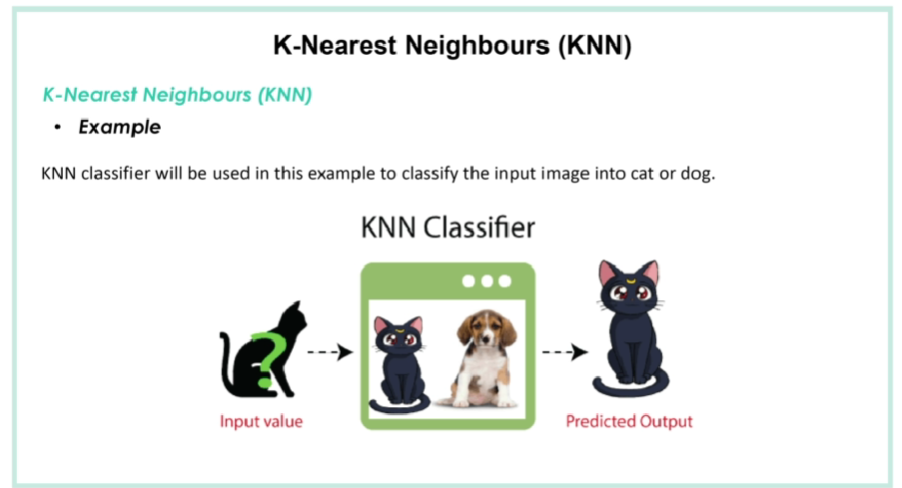 K-Nearest Neighbours (KNN)
K-Nearest Neighbours (KNN)
• Example
KNN classifier will be used in this example to classify the input image into cat or dog.
KNN Classifier
?
Input value
Predicted Output